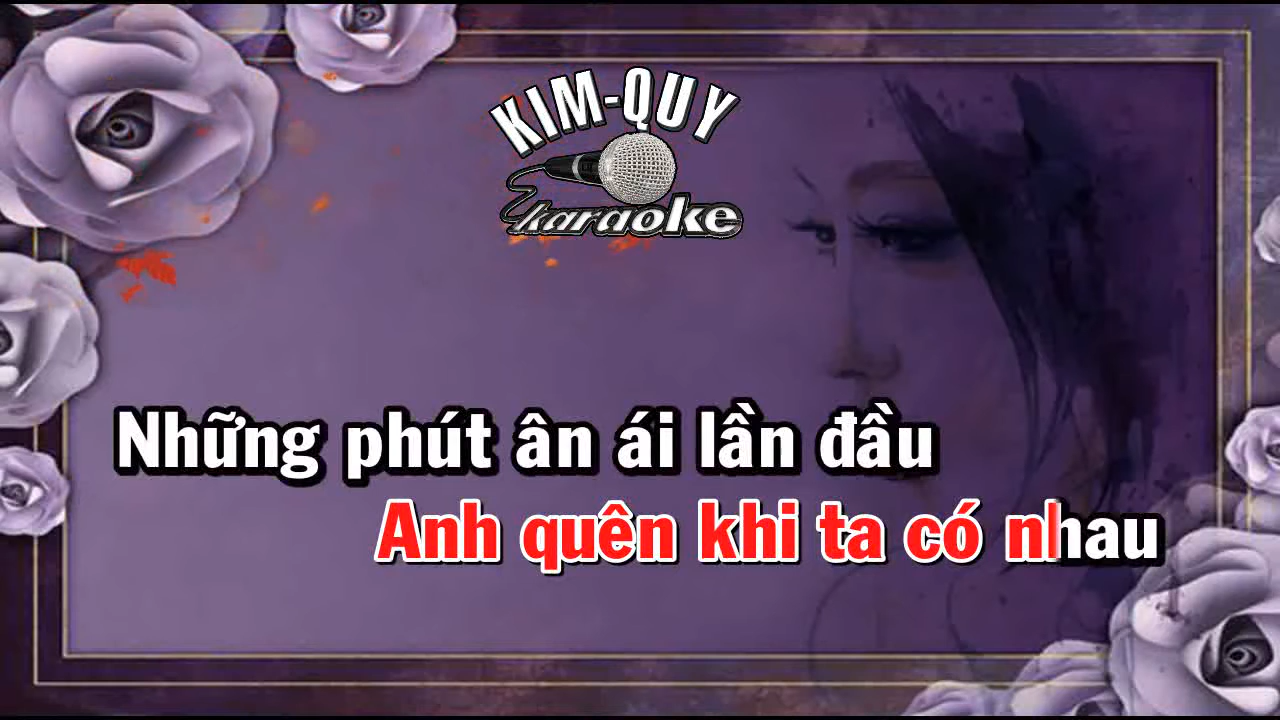 KIM-QUY
karaoke
Những phút ân ái lần đầu
Anh quên khi ta có nhau